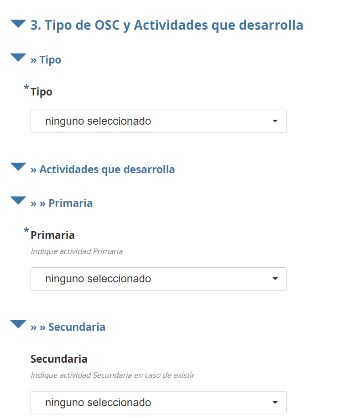 3. Tipo de OSC y Actividades que desarrolla
» Tipo
*Tipo
ninguno seleccionado
» Actividades que desarrolla
» » Primaria
*Primaria
Indique actividad Primaria
ninguno seleccionado
» » Secundaria
Secundaria
Indique actividad Secundaria en caso de existir
ninguno seleccionado